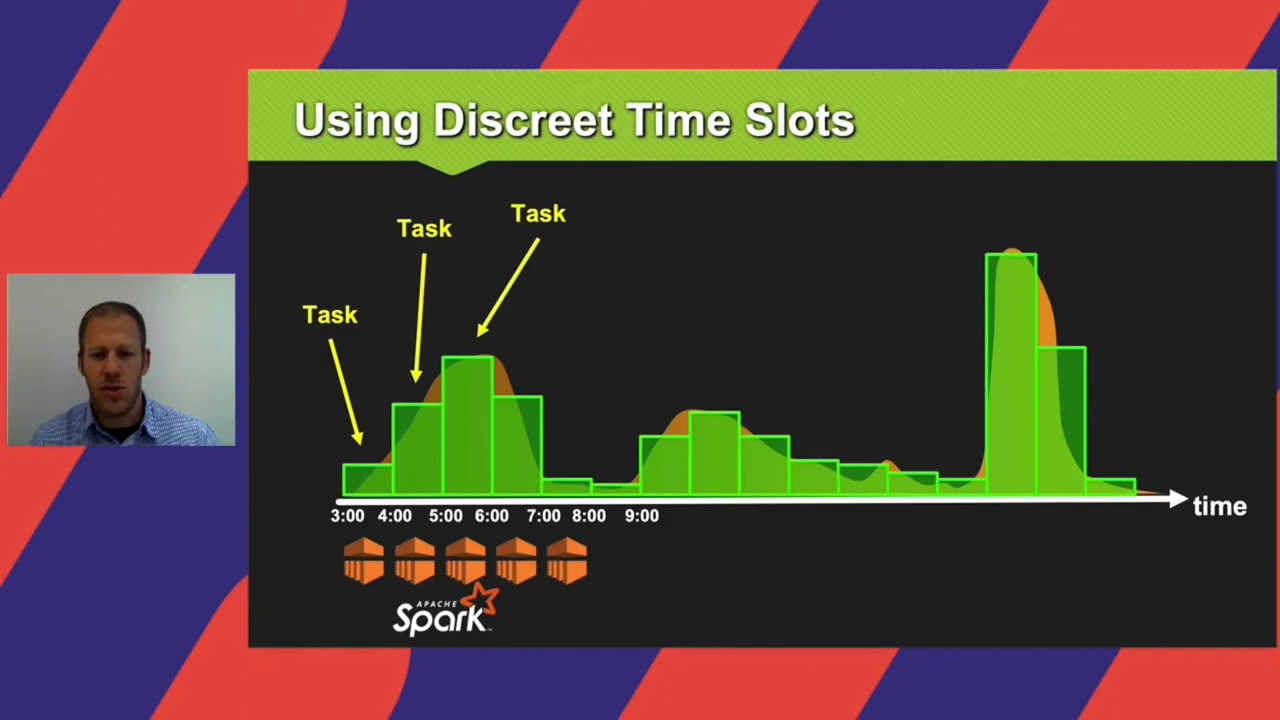 Using Discreet Time Slots
Task
Task
Task
3:00 4:00 5:00 6:00 7:00 8:00 9:00
time
APACHE
Spark